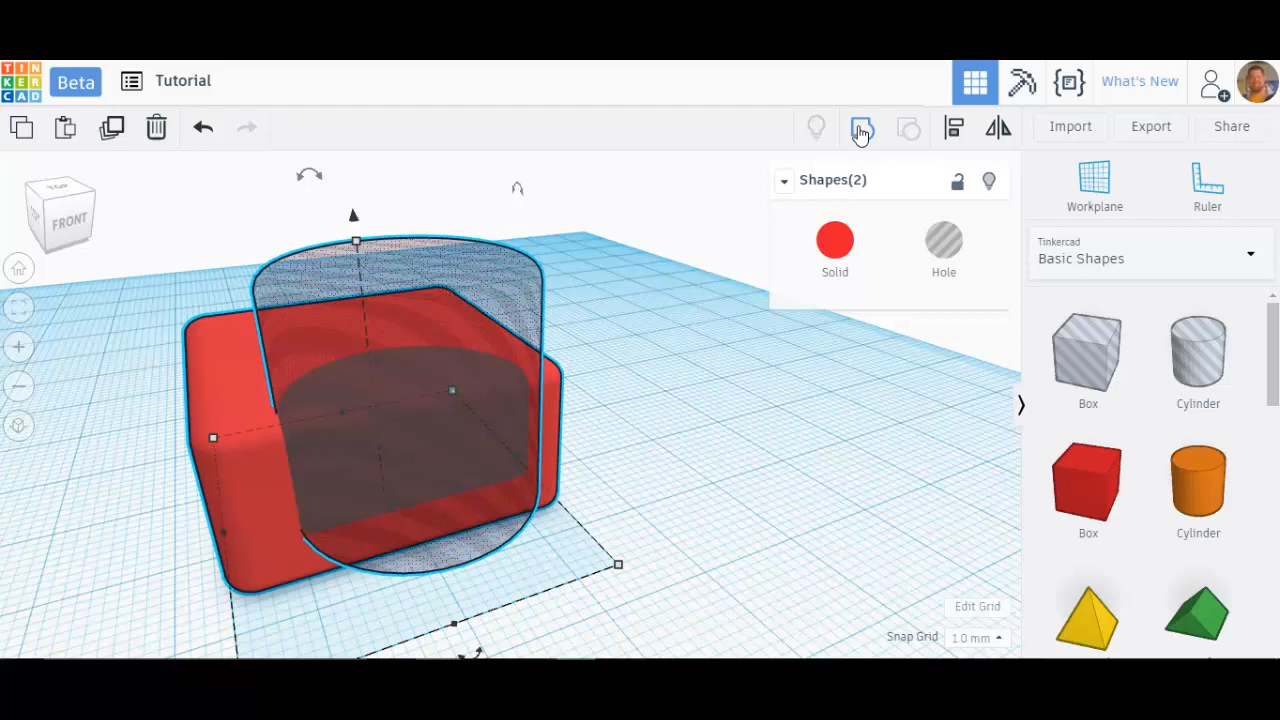 TIN
KER
CAD
Beta
Tutorial
What's New
Import
Export
Share
TOP
FRONT
Shapes(2)
Solid
Hole
Workplane
Ruler
Tinkercad
Basic Shapes
Box
Cylinder
Box
Cylinder
Edit Grid
Snap Grid
1.0 mm